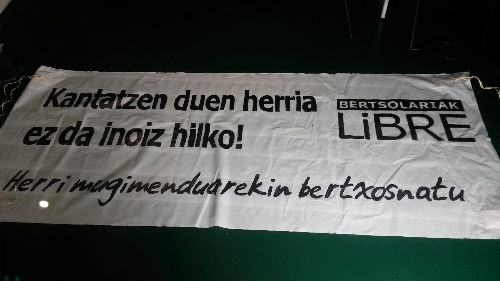 Kantatzen duen herria
ez da inoiz hilko!
BERTSOLARIAK
LiBRE
Herri mugimenduarekin bertxosnatu